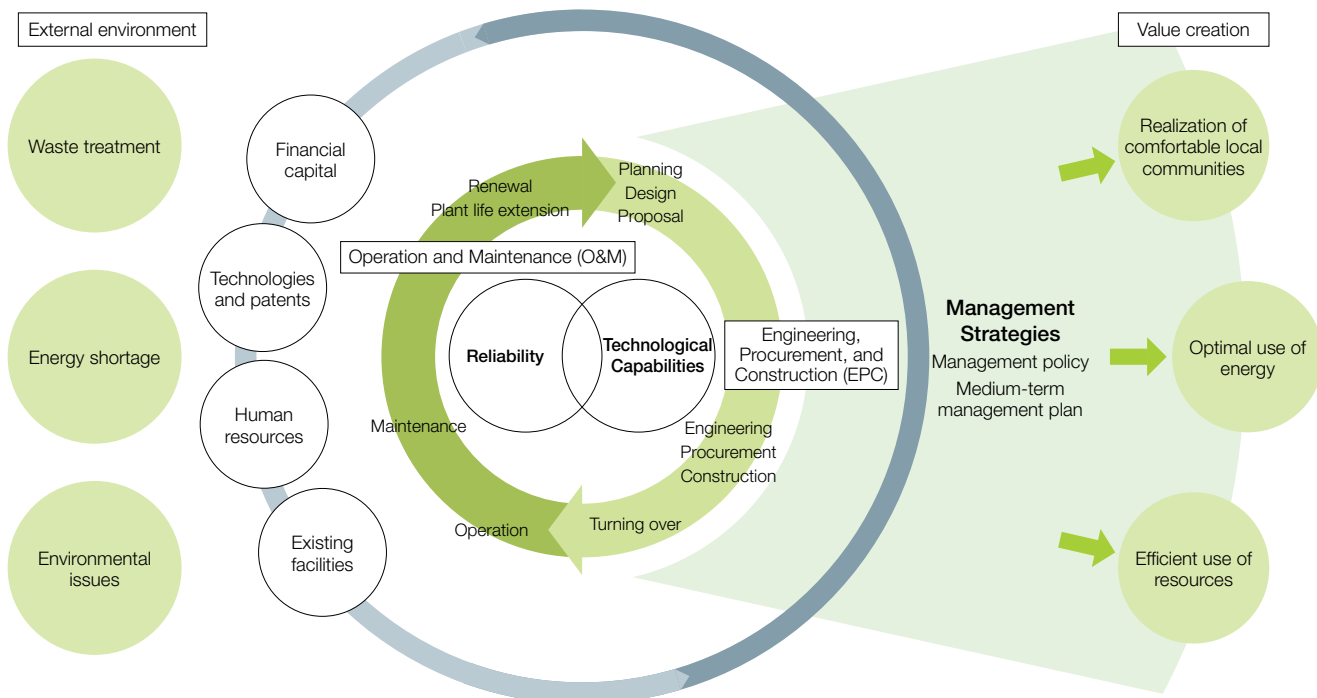 External environment
Waste treatment
Energy shortage
Environmental
issues
Financial
capital
Technologies
and patents
Human
resources
Existing
facilities
Renewal
Plant life extension
Planning
Design
Proposal
Operation and Maintenance (O&M)
Reliability
Technological
Capabilities
Engineering,
Procurement, and
Construction (EPC)
Maintenance
Engineering
Procurement
Construction
Operation
Turning over
Management
Strategies
Management policy
Medium-term
management plan
Value creation
Realization of
comfortable local
communities
Optimal use of
energy
Efficient use of
resources